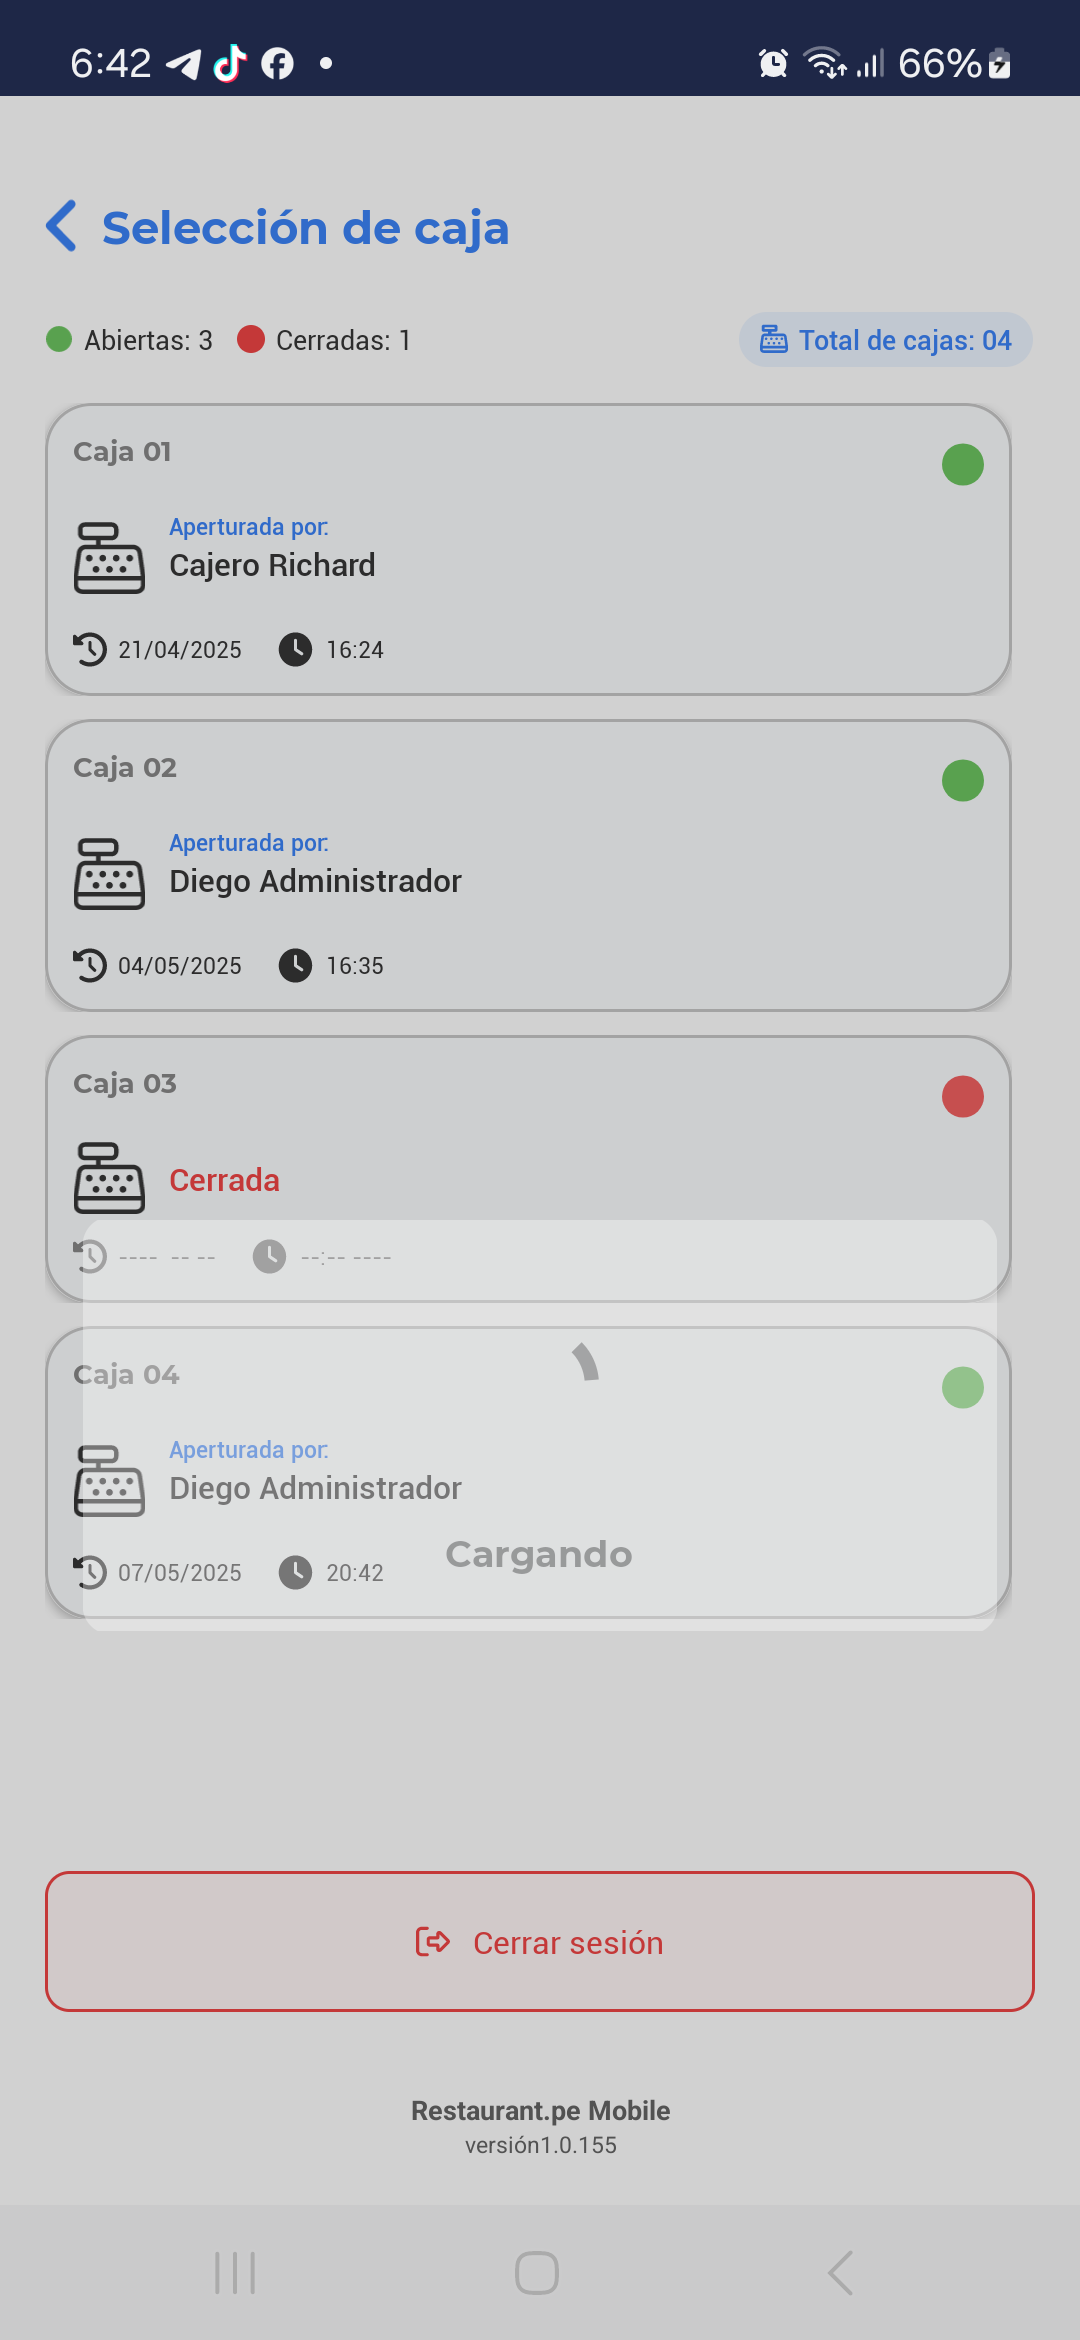 6:42
66%
Selección de caja
Abiertas: 3
Cerradas: 1
Total de cajas: 04
Caja 01
Aperturada por:
Cajero Richard
21/04/2025
16:24
Caja 02
Aperturada por:
Diego Administrador
04/05/2025
16:35
Caja 03
Cerrada
---- -- --
--:-- ----
Caja 04
Aperturada por:
Diego Administrador
07/05/2025
20:42
Cargando
Cerrar sesión
Restaurant.pe Mobile
versión1.0.155